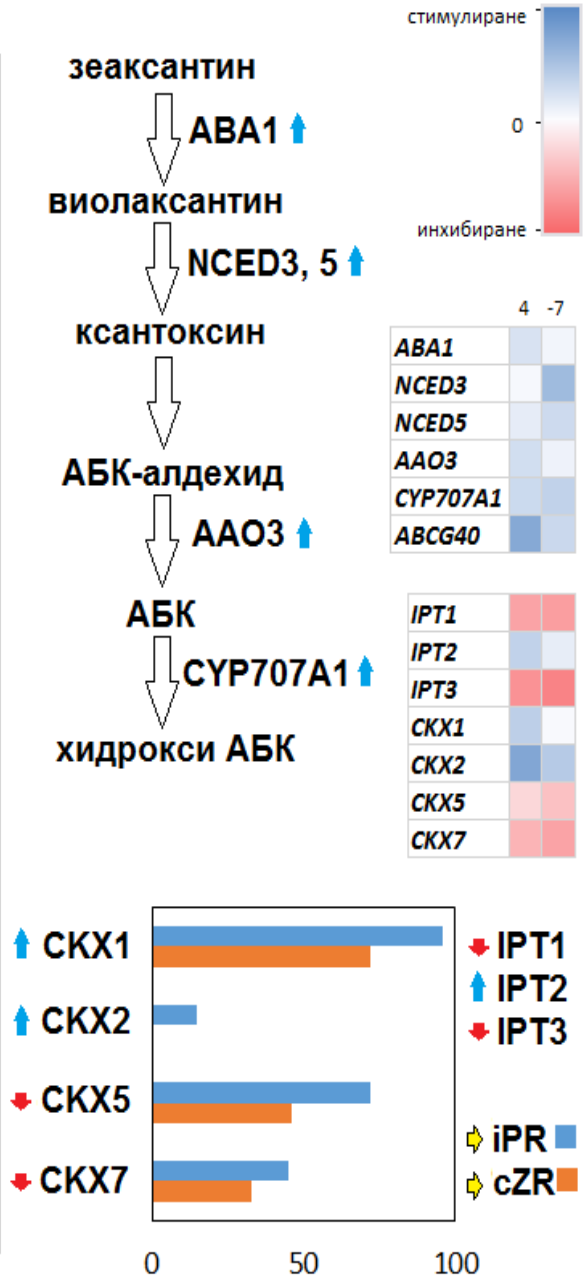 стимулиране
0
инхибиране
зеаксантин
ABA1
виолаксантин
NCED3, 5
ксантоксин
АБК-алдехид
AAO3
АБК
CYP707A1
хидрокси АБК
4 -7
ABA1
NCED3
NCED5
AAO3
CYP707A1
ABCG40
IPT1
IPT2
IPT3
CKX1
CKX2
CKX5
CKX7
CKX1
CKX2
CKX5
CKX7
IPT1
IPT2
IPT3
iPR
cZR
0 50 100